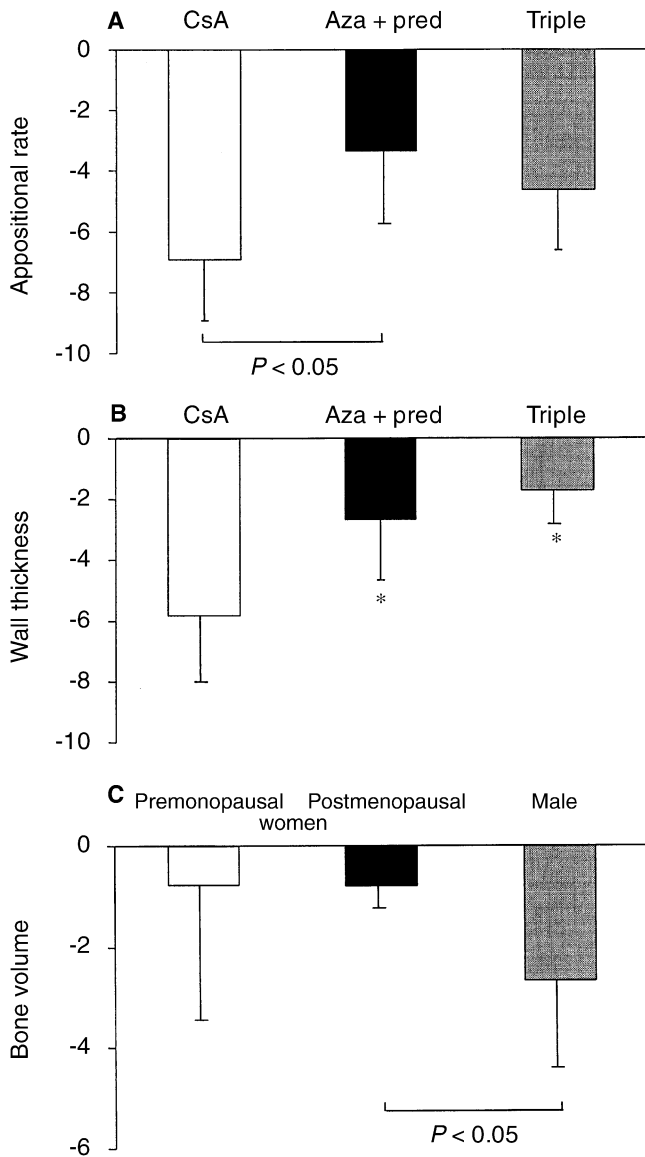 A CsA Aza + pred Triple
0
-2
-4
-6
-8
-10
Appositional rate
P < 0.05
B CsA Aza + pred Triple
0
-2
-4
-6
-8
-10
Wall thickness
*
*
C Premonopausal Postmenopausal Male
women
0
-2
-4
-6
Bone volume
P < 0.05